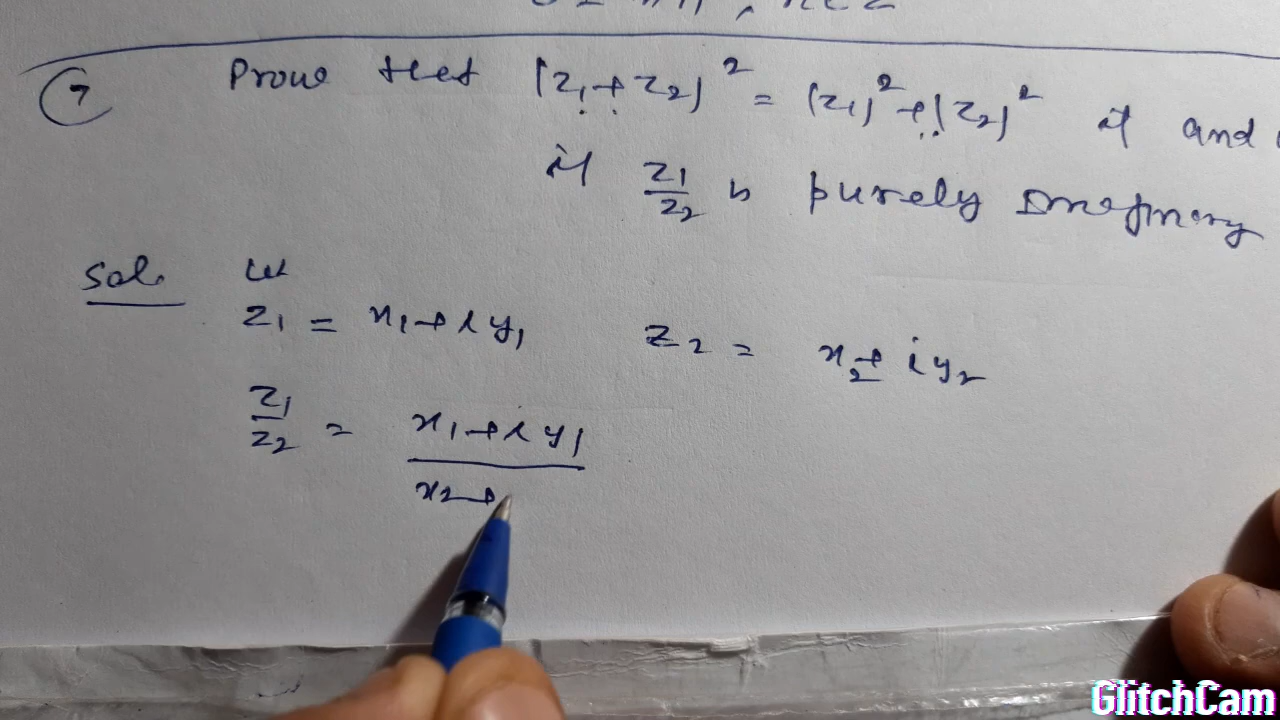 7 Prove that |z₁+z₂|² = |z₁|²+|z₂|² if and
if z₁/z₂ is purely Imaginary
Sol. Let
z₁ = x₁+iy₁ z₂ = x₂+iy₂
z₁/z₂ = x₁+iy₁/x₂+
GlitchCam